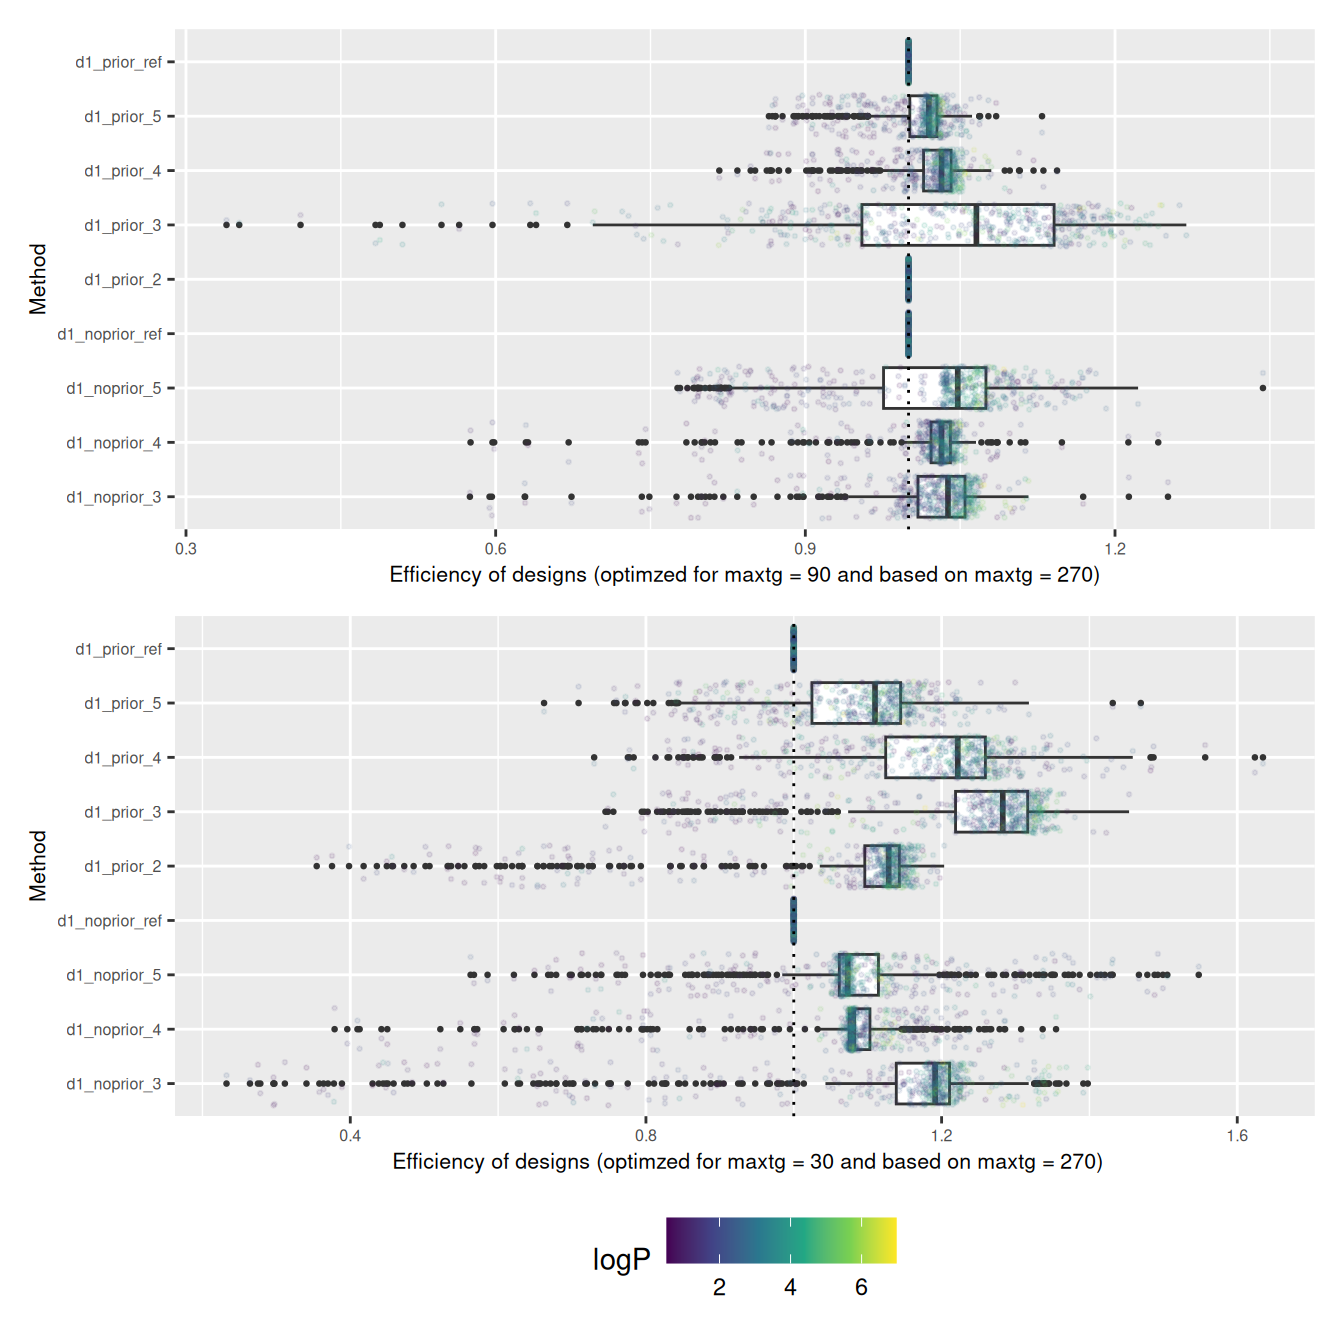 d1_prior_ref
d1_prior_5
d1_prior_4
d1_prior_3
d1_prior_2
d1_noprior_ref
d1_noprior_5
d1_noprior_4
d1_noprior_3
Method
0.3 0.6 0.9 1.2
Efficiency of designs (optimzed for maxtg = 90 and based on maxtg = 270)
d1_prior_ref
d1_prior_5
d1_prior_4
d1_prior_3
d1_prior_2
d1_noprior_ref
d1_noprior_5
d1_noprior_4
d1_noprior_3
Method
0.4 0.8 1.2 1.6
Efficiency of designs (optimzed for maxtg = 30 and based on maxtg = 270)
logP
2 4 6